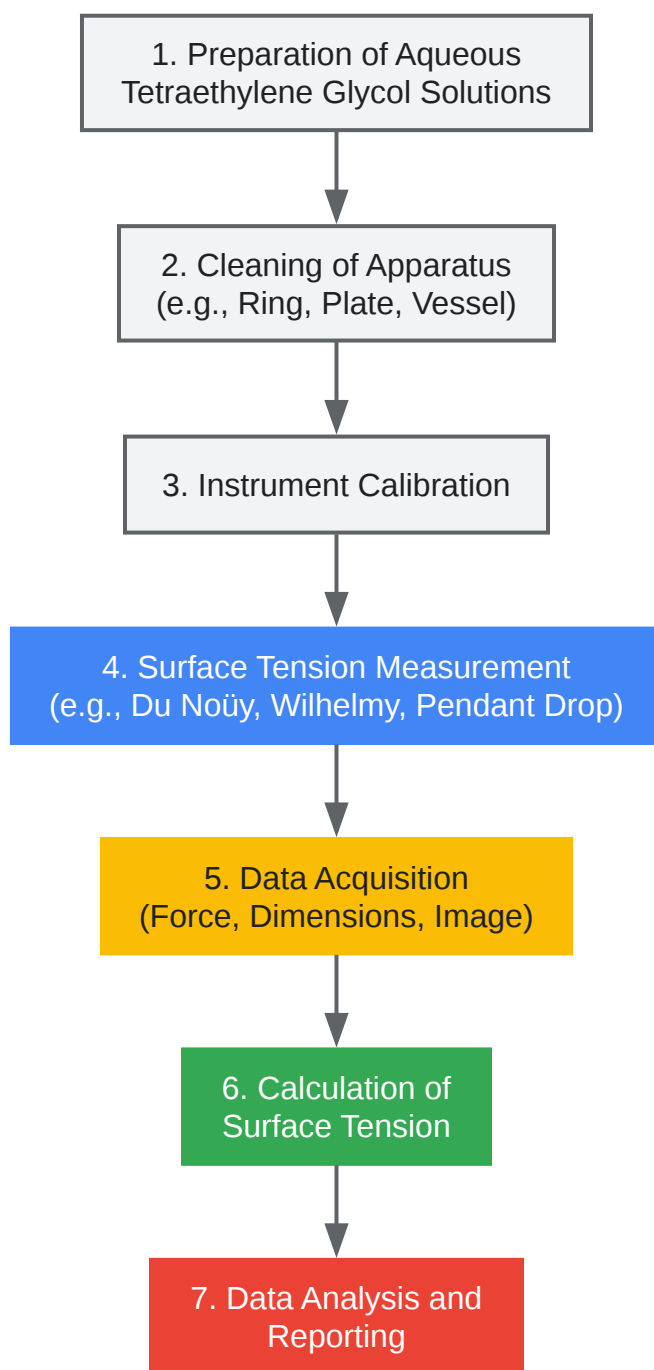 1. Preparation of Aqueous
Tetraethylene Glycol Solutions
2. Cleaning of Apparatus
(e.g., Ring, Plate, Vessel)
3. Instrument Calibration
4. Surface Tension Measurement
(e.g., Du Noüy, Wilhelmy, Pendant Drop)
5. Data Acquisition
(Force, Dimensions, Image)
6. Calculation of
Surface Tension
7. Data Analysis and
Reporting